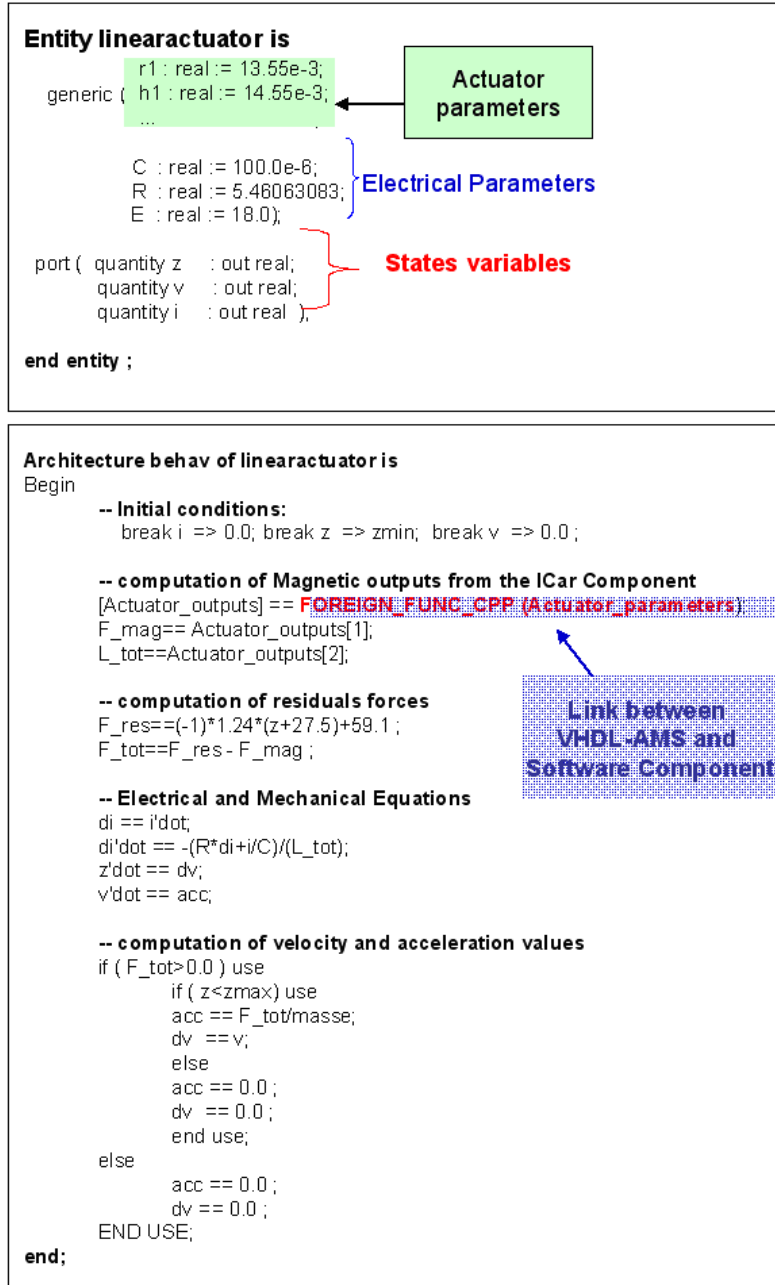 Entity linearactuator is
r1 : real := 13.55e-3;
generic ( h1 : real := 14.55e-3;
...
Actuator
parameters
C : real := 100.0e-6;
R : real := 5.46063083;
E : real := 18.0);
Electrical Parameters
port ( quantity z : out real;
quantity v : out real;
quantity i : out real );
States variables
end entity ;
Architecture behav of linearactuator is
Begin
-- Initial conditions:
break i => 0.0; break z => zmin; break v => 0.0 ;
-- computation of Magnetic outputs from the ICar Component
[Actuator_outputs] == FOREIGN_FUNC_CPP (Actuator_parameters);
F_mag== Actuator_outputs[1];
L_tot==Actuator_outputs[2];
Link between
VHDL-AMS and
Software Component
-- computation of residuals forces
F_res==(-1)*1.24*(z+27.5)+59.1 ;
F_tot==F_res - F_mag ;
-- Electrical and Mechanical Equations
di == i'dot;
di'dot == -(R*di+i/C)/(L_tot);
z'dot == dv;
v'dot == acc;
-- computation of velocity and acceleration values
if ( F_tot>0.0 ) use
if ( z<zmax) use
acc == F_tot/masse;
dv == v;
else
acc == 0.0 ;
dv == 0.0 ;
end use;
else
acc == 0.0 ;
dv == 0.0 ;
END USE;
end;